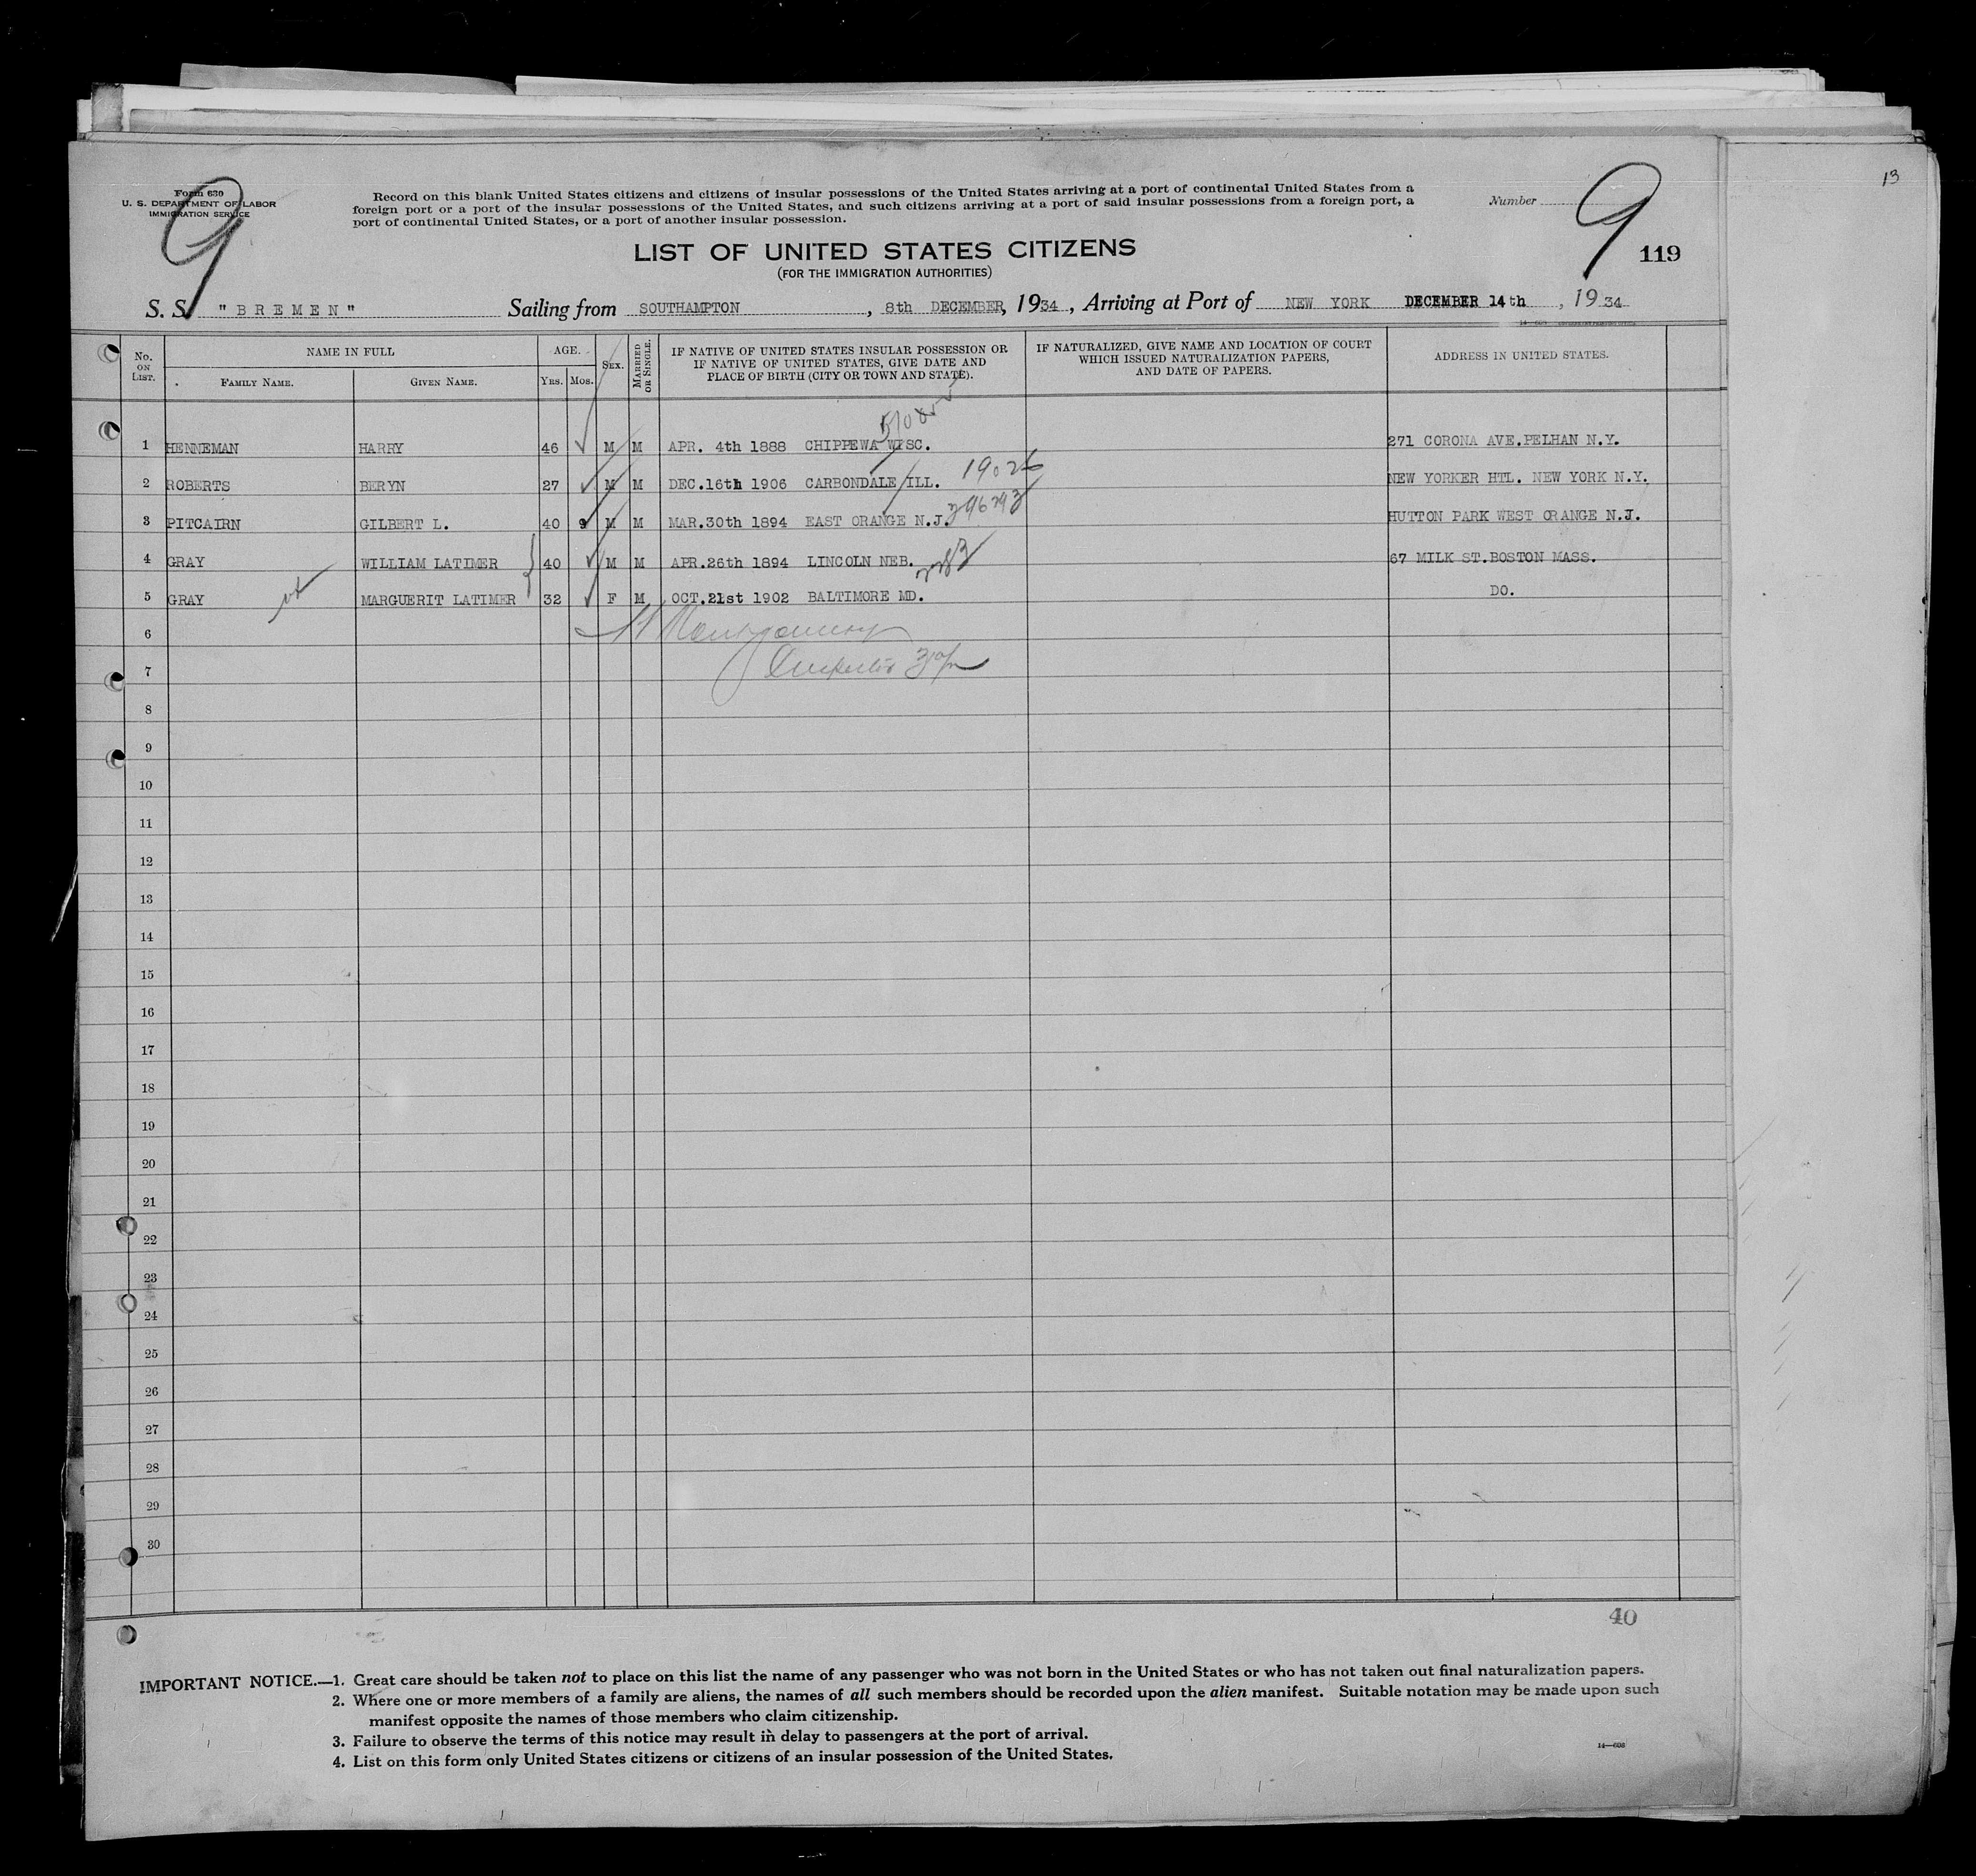 13
Form 630
U. S. DEPARTMENT OF LABOR
IMMIGRATION SERVICE
9
Record on this blank United States citizens and citizens of insular possessions of the United States arriving at a port of continental United States from a
foreign port or a port of the insular possessions of the United States, and such citizens arriving at a port of said insular possessions from a foreign port, a
port of continental United States, or a port of another insular possession.
Number
9
119
LIST OF UNITED STATES CITIZENS
(FOR THE IMMIGRATION AUTHORITIES)
S. S. "BREMEN" Sailing from SOUTHAMPTON, 8th DECEMBER, 1934, Arriving at Port of NEW YORK DECEMBER 14th, 1934
No. ON LIST. NAME IN FULL AGE. SEX. MARRIED OR SINGLE. IF NATIVE OF UNITED STATES INSULAR POSSESSION OR IF NATIVE OF UNITED STATES, GIVE DATE AND PLACE OF BIRTH (CITY OR TOWN AND STATE). IF NATURALIZED, GIVE NAME AND LOCATION OF COURT WHICH ISSUED NATURALIZATION PAPERS, AND DATE OF PAPERS. ADDRESS IN UNITED STATES.
FAMILY NAME. GIVEN NAME. YRS. MOS.
1 HENNEMAN HARRY 46 M M APR. 4th 1888 CHIPPEWA WISC. 271 CORONA AVE.PELHAN N.Y.
2 ROBERTS BERYN 27 M M DEC.16th 1906 CARBONDALE ILL. 19026 NEW YORKER HTL. NEW YORK N.Y.
3 PITCAIRN GILBERT L. 40 9 M M MAR.30th 1894 EAST ORANGE N.J. HUTTON PARK WEST ORANGE N.J.
4 GRAY WILLIAM LATIMER 40 M M APR.26th 1894 LINCOLN NEB. 67 MILK ST.BOSTON MASS.
5 GRAY MARGUERIT LATIMER 32 F M OCT.21st 1902 BALTIMORE MD. DO.
6 Montgomery
7
8
9
10
11
12
13
14
15
16
17
18
19
20
21
22
23
24
25
26
27
28
29
30
40
IMPORTANT NOTICE.—1. Great care should be taken not to place on this list the name of any passenger who was not born in the United States or who has not taken out final naturalization papers.
2. Where one or more members of a family are aliens, the names of all such members should be recorded upon the alien manifest. Suitable notation may be made upon such
manifest opposite the names of those members who claim citizenship.
3. Failure to observe the terms of this notice may result in delay to passengers at the port of arrival.
4. List on this form only United States citizens or citizens of an insular possession of the United States.
14—608